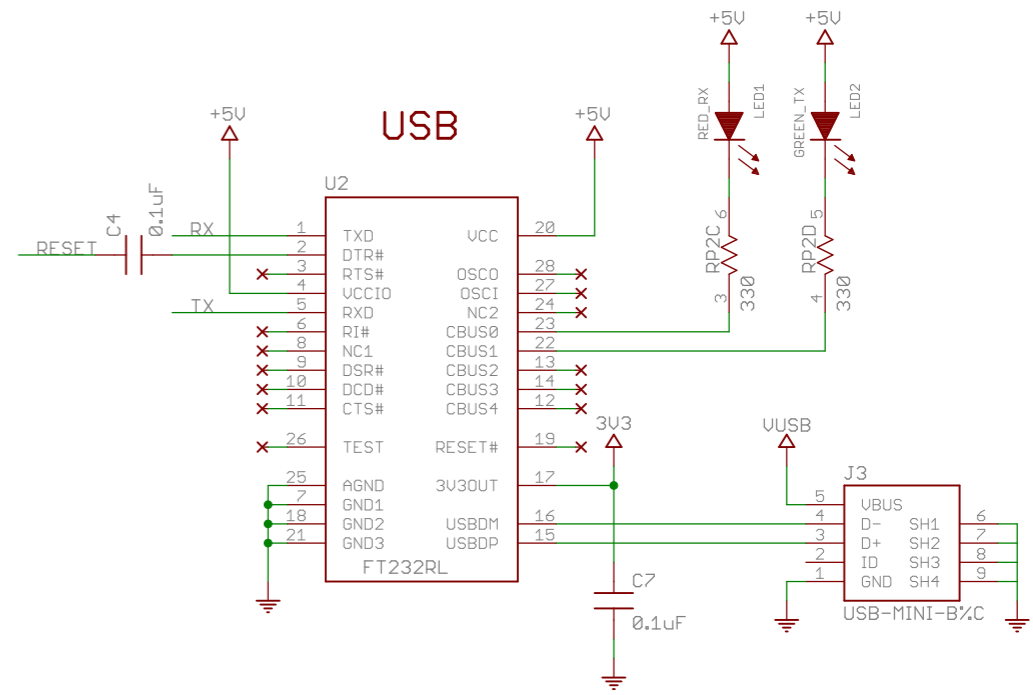 +5V +5V
RED_RX LED1 GREEN_TX LED2
USB
+5V +5V
U2
C4 0.1uF
RESET
RX 1 TXD VCC 20
2 DTR#
3 RTS# OSCO 28
4 VCCIO OSCI 27
TX 5 RXD NC2 24
6 RI# CBUS0 23
8 NC1 CBUS1 22
9 DSR# CBUS2 13
10 DCD# CBUS3 14
11 CTS# CBUS4 12
26 TEST RESET# 19
25 AGND 3V3OUT 17
7 GND1
18 GND2 USBDM 16
21 GND3 USBDP 15
FT232RL
6 5
RP2C RP2D
3 330 4 330
3V3
C7
0.1uF
VUSB
J3
5 VBUS
4 D- SH1 6
3 D+ SH2 7
2 ID SH3 8
1 GND SH4 9
USB-MINI-B%C